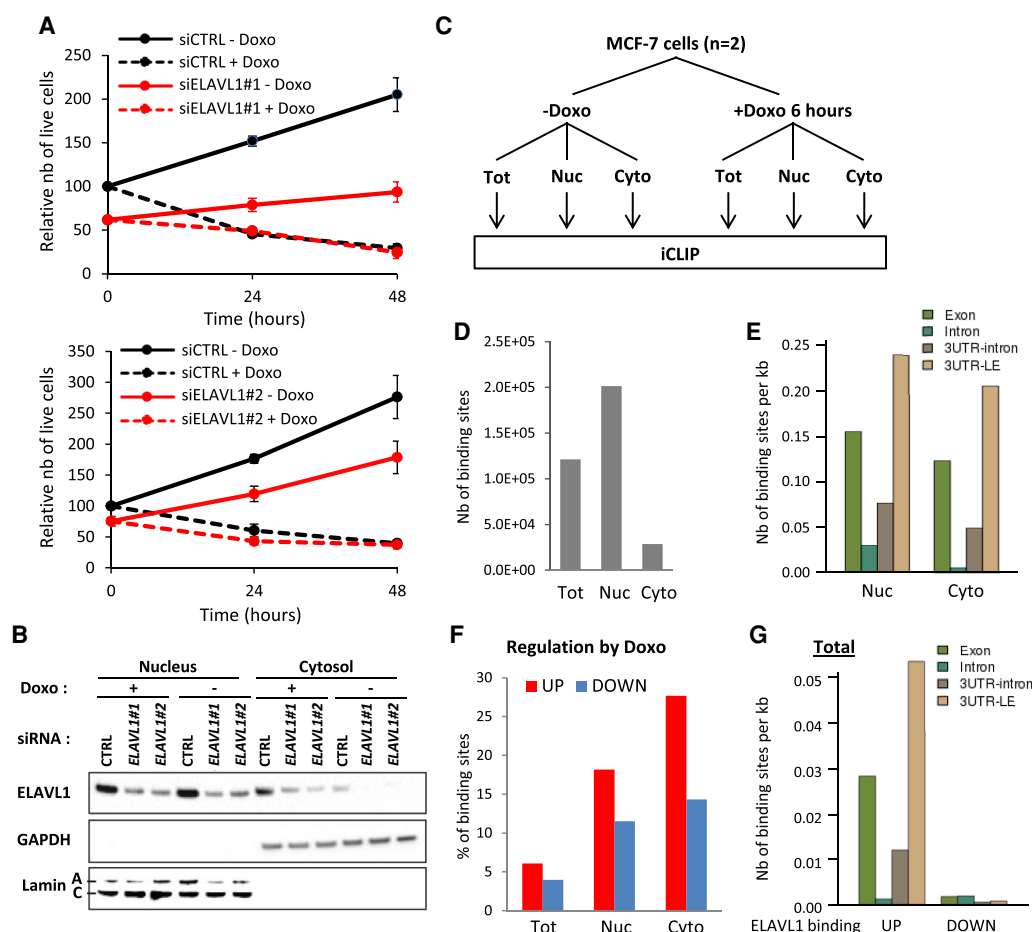 A
siCTRL - Doxo
siCTRL + Doxo
siELAVL1#1 - Doxo
siELAVL1#1 + Doxo
Relative nb of live cells
250
200
150
100
50
0
0 24 48
Time (hours)
siCTRL - Doxo
siCTRL + Doxo
siELAVL1#2 - Doxo
siELAVL1#2 + Doxo
Relative nb of live cells
350
300
250
200
150
100
50
0
0 24 48
Time (hours)
B
Nucleus Cytosol
Doxo : + - + -
siRNA : CTRL ELAVL1#1 ELAVL1#2 CTRL ELAVL1#1 ELAVL1#2 CTRL ELAVL1#1 ELAVL1#2 CTRL ELAVL1#1 ELAVL1#2
ELAVL1
GAPDH
Lamin A
C
C
MCF-7 cells (n=2)
-Doxo +Doxo 6 hours
Tot Nuc Cyto Tot Nuc Cyto
iCLIP
D
Nb of binding sites
2.5E+05
2.0E+05
1.5E+05
1.0E+05
5.0E+04
0.0E+00
Tot Nuc Cyto
E
Exon
Intron
3UTR-intron
3UTR-LE
Nb of binding sites per kb
0.25
0.20
0.15
0.10
0.05
0.00
Nuc Cyto
F
Regulation by Doxo
UP DOWN
% of binding sites
30
25
20
15
10
5
0
Tot Nuc Cyto
G
Total
Exon
Intron
3UTR-intron
3UTR-LE
Nb of binding sites per kb
0.05
0.04
0.03
0.02
0.01
0.00
ELAVL1 binding UP DOWN